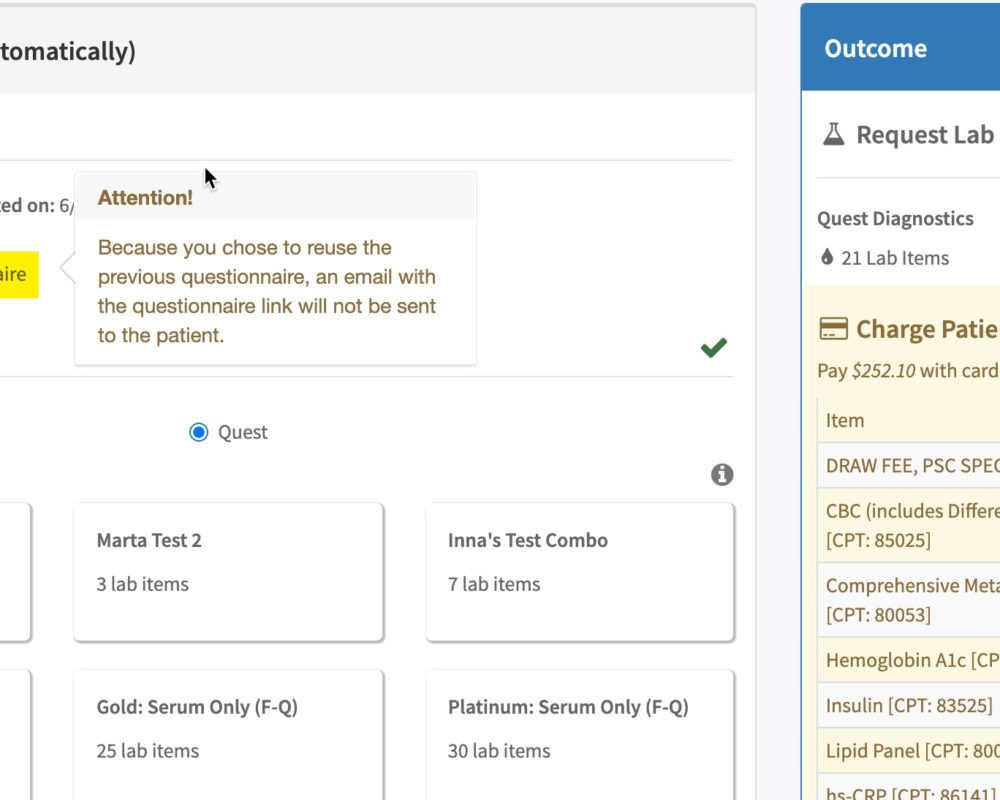 tomatically)
ted on: 6/
aire
Attention!
Because you chose to reuse the
previous questionnaire, an email with
the questionnaire link will not be sent
to the patient.
Quest
Marta Test 2
3 lab items
Inna's Test Combo
7 lab items
Gold: Serum Only (F-Q)
25 lab items
Platinum: Serum Only (F-Q)
30 lab items
Outcome
Request Lab
Quest Diagnostics
21 Lab Items
Charge Patie
Pay $252.10 with card
Item
DRAW FEE, PSC SPEC
CBC (includes Differe
[CPT: 85025]
Comprehensive Meta
[CPT: 80053]
Hemoglobin A1c [CP
Insulin [CPT: 83525]
Lipid Panel [CPT: 800
hs-CRP [CPT: 86141]